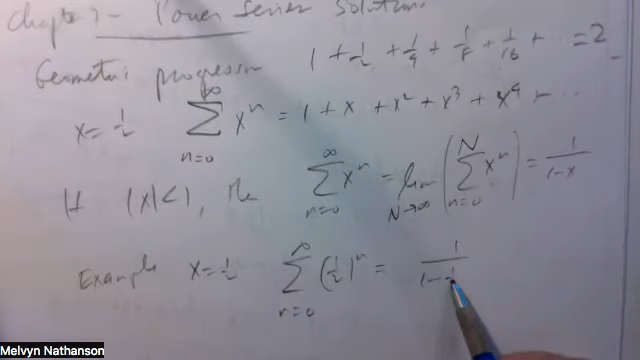 Chapter 7 - Power Series Solutions
1 + 1/2 + 1/4 + 1/8 + 1/16 + ... = 2
Geometric progression
x = 1/2 ∑_{n=0}^{∞} x^n = 1 + x + x^2 + x^3 + x^4 + ...
If |x|<1, the ∑_{n=0}^{∞} x^n = lim_{N→∞} (∑_{n=0}^{N} x^n) = 1/(1-x)
Example x = 1/2 ∑_{n=0}^{∞} (1/2)^n = 1/(1-1/2
Melvyn Nathanson